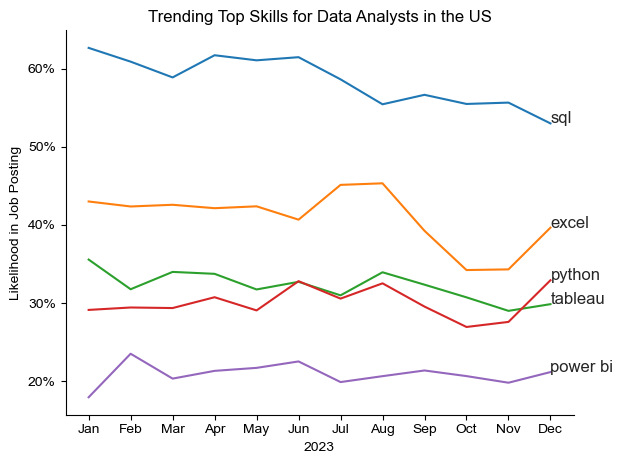 Trending Top Skills for Data Analysts in the US
Likelihood in Job Posting
60%
50%
40%
30%
20%
sql
excel
python
tableau
power bi
Jan Feb Mar Apr May Jun Jul Aug Sep Oct Nov Dec
2023